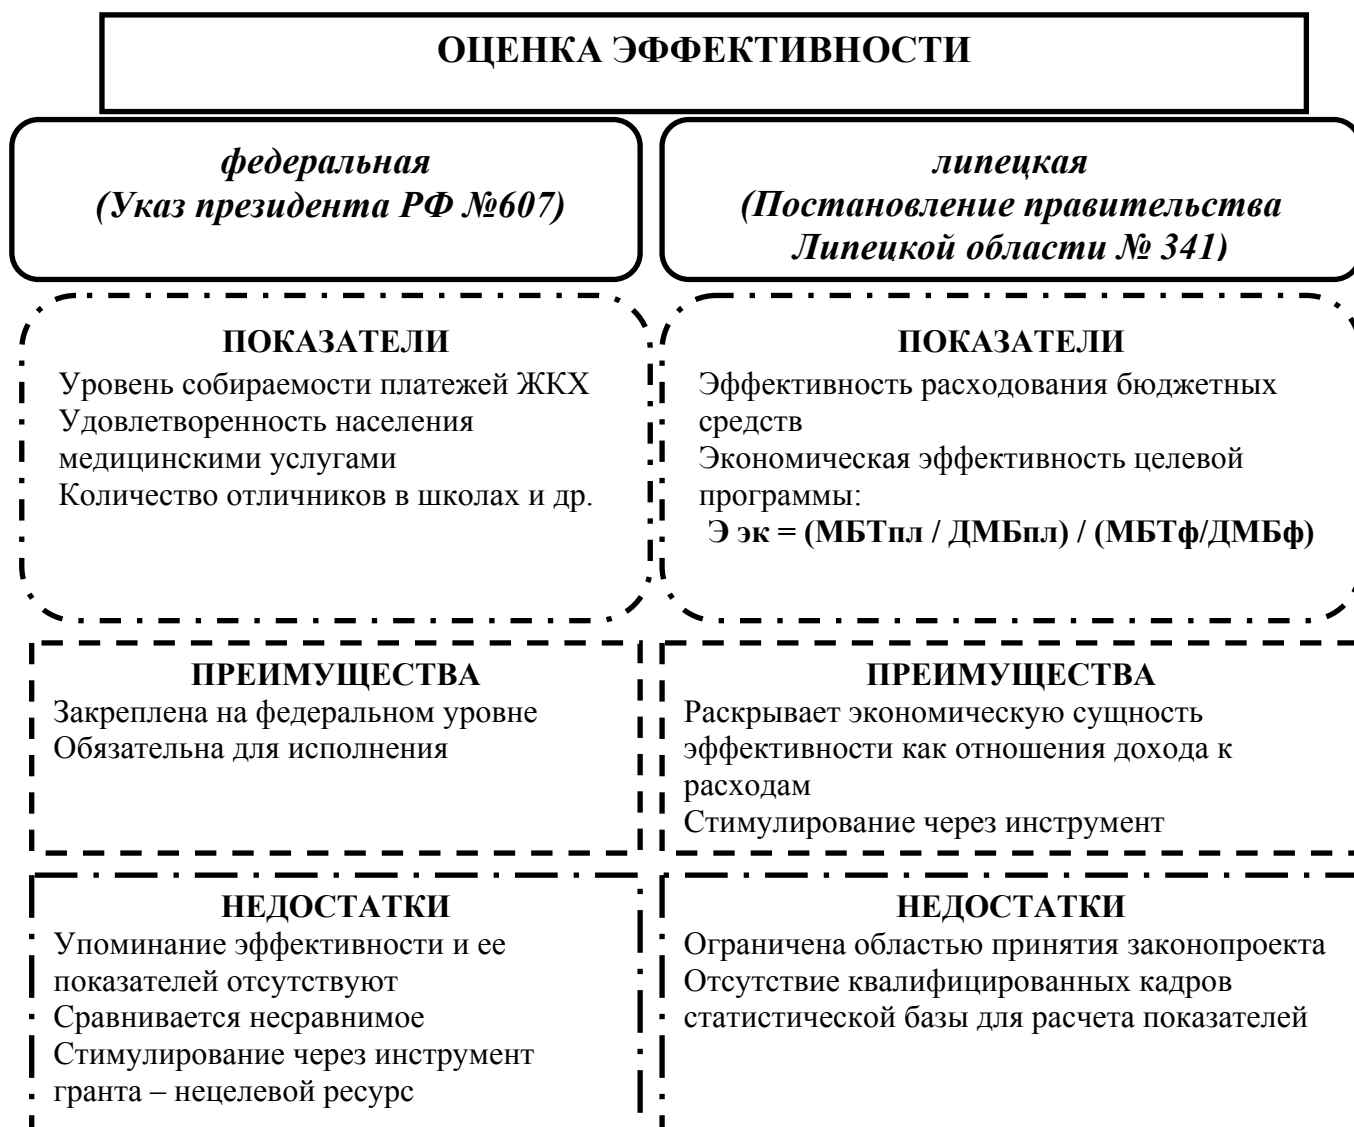 ОЦЕНКА ЭФФЕКТИВНОСТИ
федеральная
(Указ президента РФ №607)
липецкая
(Постановление правительства
Липецкой области № 341)
ПОКАЗАТЕЛИ
Уровень собираемости платежей ЖКХ
Удовлетворенность населения
медицинскими услугами
Количество отличников в школах и др.
ПОКАЗАТЕЛИ
Эффективность расходования бюджетных
средств
Экономическая эффективность целевой
программы:
Э эк = (МБТпл / ДМБпл) / (МБТф/ДМБф)
ПРЕИМУЩЕСТВА
Закреплена на федеральном уровне
Обязательна для исполнения
ПРЕИМУЩЕСТВА
Раскрывает экономическую сущность
эффективности как отношения дохода к
расходам
Стимулирование через инструмент
НЕДОСТАТКИ
Упоминание эффективности и ее
показателей отсутствуют
Сравнивается несравнимое
Стимулирование через инструмент
гранта – нецелевой ресурс
НЕДОСТАТКИ
Ограничена областью принятия законопроекта
Отсутствие квалифицированных кадров
статистической базы для расчета показателей